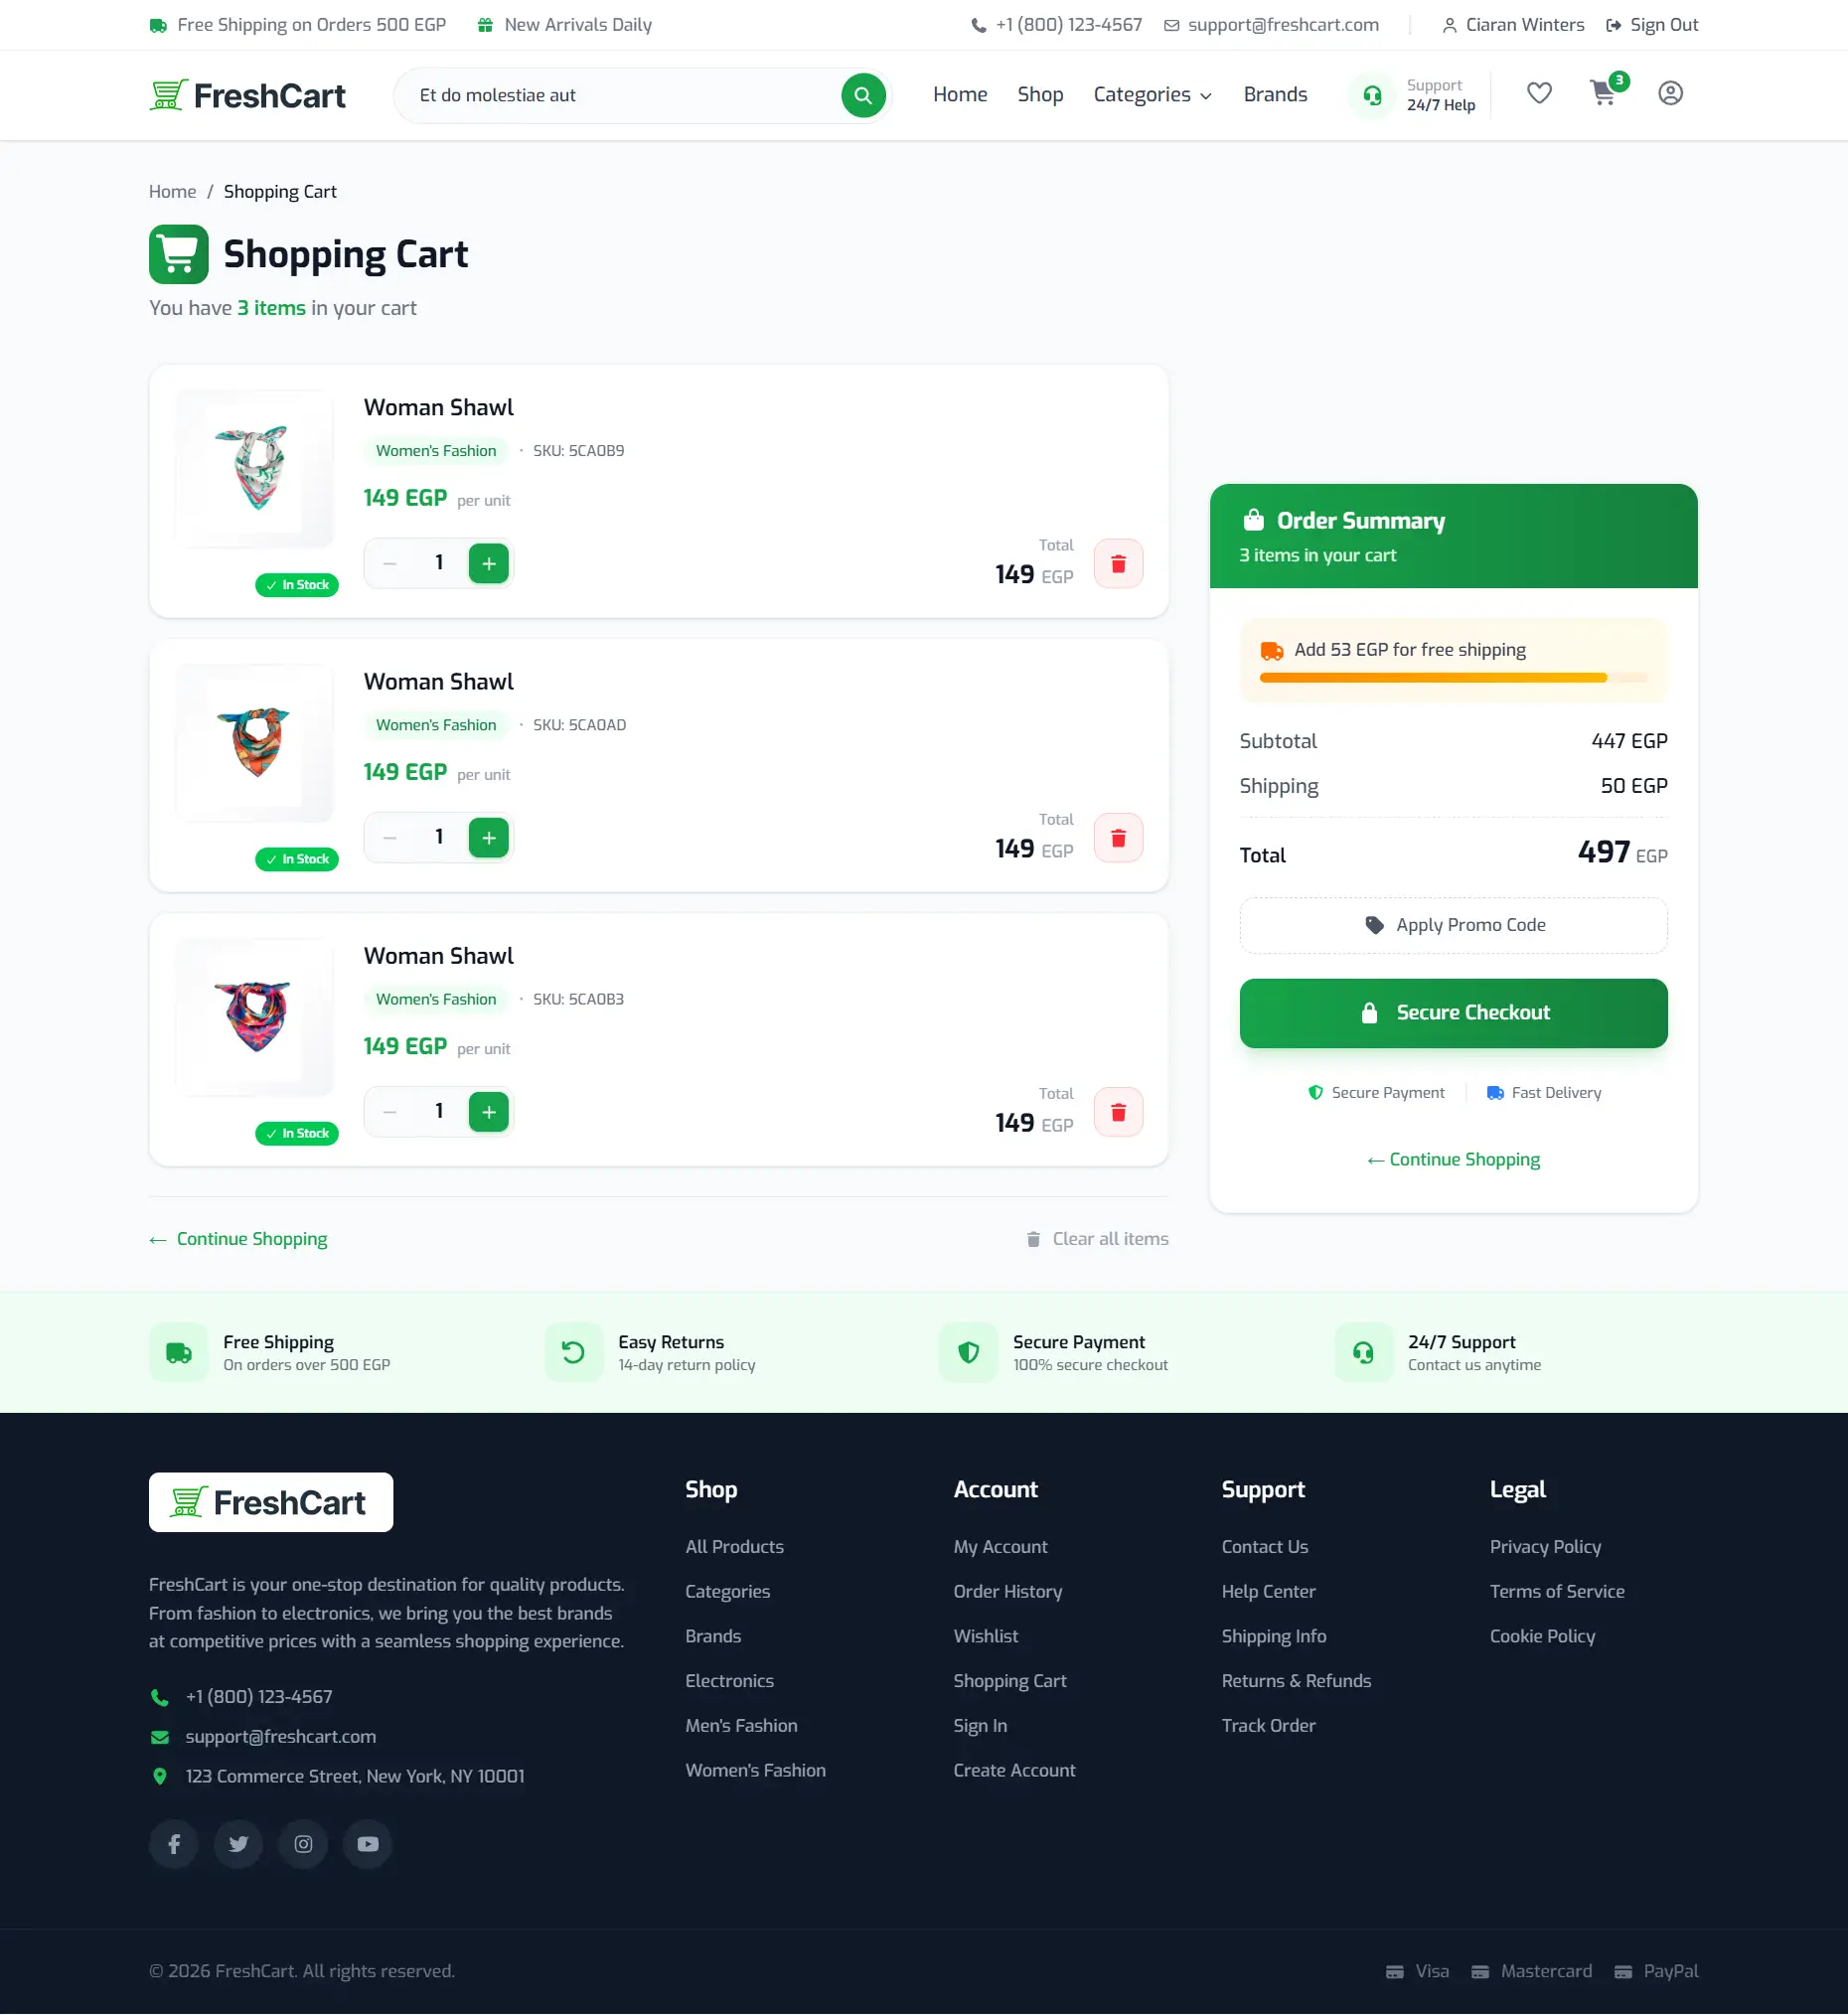 Free Shipping on Orders 500 EGP
New Arrivals Daily
+1 (800) 123-4567
support@freshcart.com
Ciaran Winters
Sign Out
FreshCart
Et do molestiae aut
Home
Shop
Categories
Brands
Support
24/7 Help
3
Home / Shopping Cart
Shopping Cart
You have 3 items in your cart
Woman Shawl
Women's Fashion · SKU: 5CA0B9
149 EGP per unit
In Stock
1
Total
149 EGP
Woman Shawl
Women's Fashion · SKU: 5CA0AD
149 EGP per unit
In Stock
1
Total
149 EGP
Woman Shawl
Women's Fashion · SKU: 5CA0B3
149 EGP per unit
In Stock
1
Total
149 EGP
← Continue Shopping
Clear all items
Order Summary
3 items in your cart
Add 53 EGP for free shipping
Subtotal 447 EGP
Shipping 50 EGP
Total 497 EGP
Apply Promo Code
Secure Checkout
Secure Payment
Fast Delivery
← Continue Shopping
Free Shipping
On orders over 500 EGP
Easy Returns
14-day return policy
Secure Payment
100% secure checkout
24/7 Support
Contact us anytime
FreshCart
FreshCart is your one-stop destination for quality products.
From fashion to electronics, we bring you the best brands
at competitive prices with a seamless shopping experience.
+1 (800) 123-4567
support@freshcart.com
123 Commerce Street, New York, NY 10001
Shop
All Products
Categories
Brands
Electronics
Men's Fashion
Women's Fashion
Account
My Account
Order History
Wishlist
Shopping Cart
Sign In
Create Account
Support
Contact Us
Help Center
Shipping Info
Returns & Refunds
Track Order
Legal
Privacy Policy
Terms of Service
Cookie Policy
© 2026 FreshCart. All rights reserved.
Visa
Mastercard
PayPal